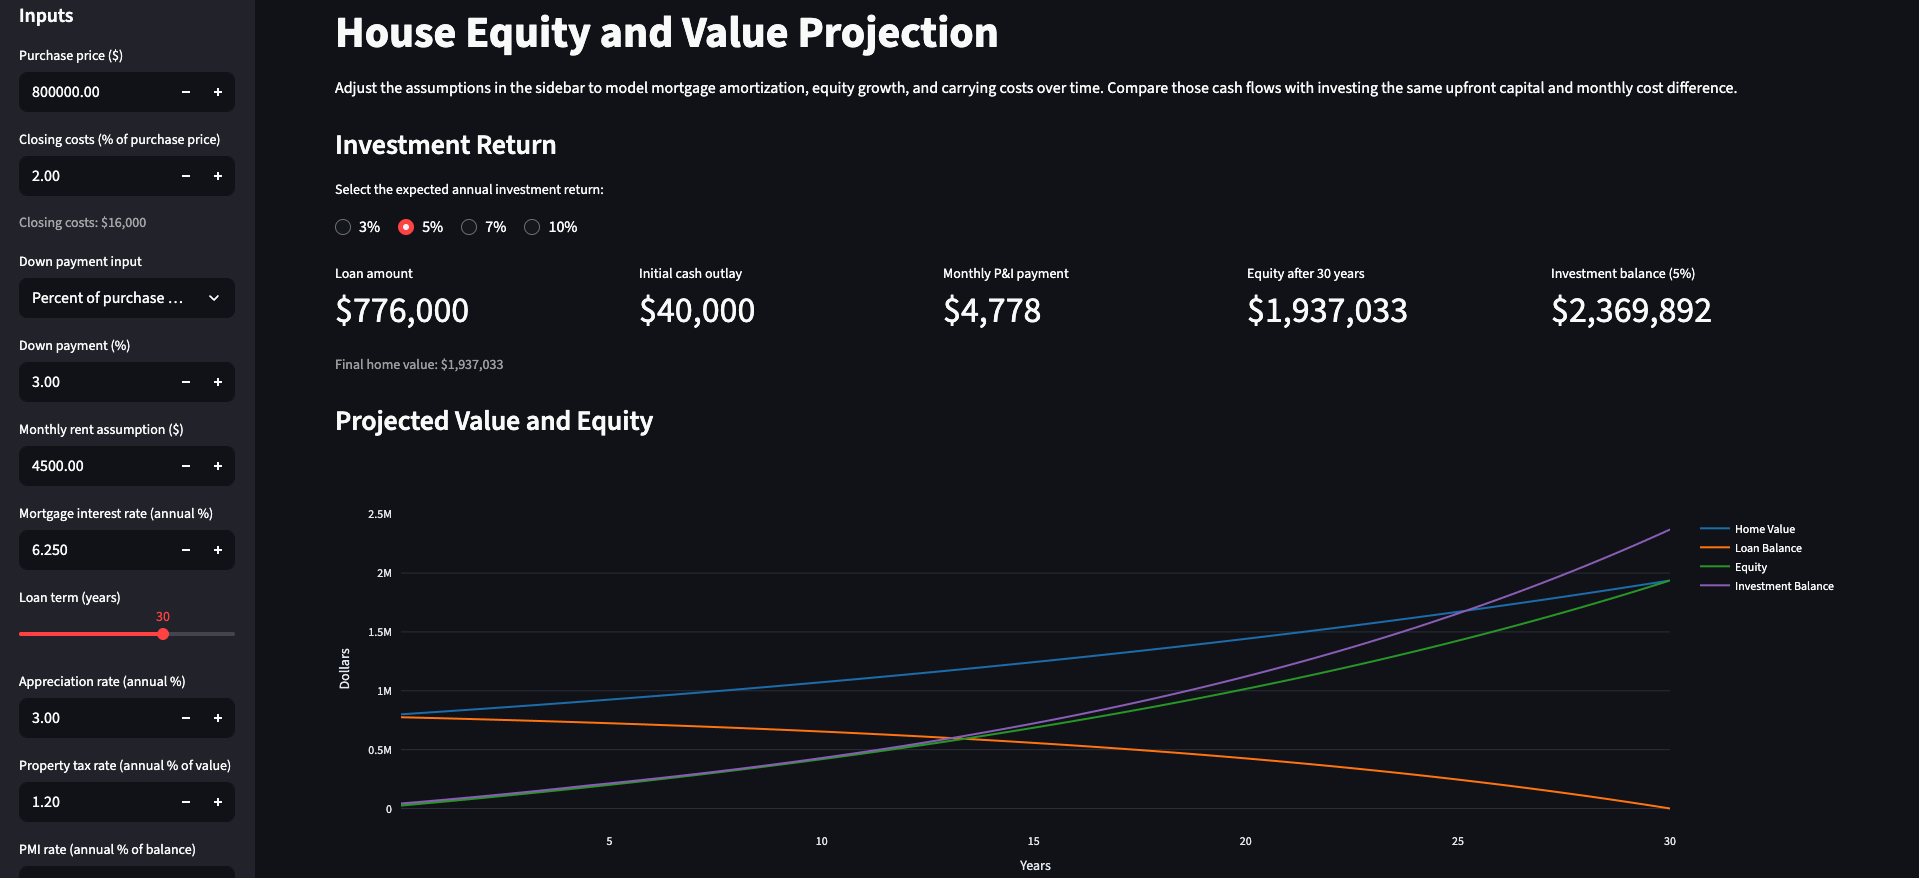 Inputs
Purchase price ($)
800000.00
Closing costs (% of purchase price)
2.00
Closing costs: $16,000
Down payment input
Percent of purchase ...
Down payment (%)
3.00
Monthly rent assumption ($)
4500.00
Mortgage interest rate (annual %)
6.250
Loan term (years)
30
Appreciation rate (annual %)
3.00
Property tax rate (annual % of value)
1.20
PMI rate (annual % of balance)
House Equity and Value Projection
Adjust the assumptions in the sidebar to model mortgage amortization, equity growth, and carrying costs over time. Compare those cash flows with investing the same upfront capital and monthly cost difference.
Investment Return
Select the expected annual investment return:
3% 5% 7% 10%
Loan amount
$776,000
Initial cash outlay
$40,000
Monthly P&I payment
$4,778
Equity after 30 years
$1,937,033
Investment balance (5%)
$2,369,892
Final home value: $1,937,033
Projected Value and Equity
2.5M
2M
1.5M
1M
0.5M
0
Dollars
5 10 15 20 25 30
Years
Home Value
Loan Balance
Equity
Investment Balance